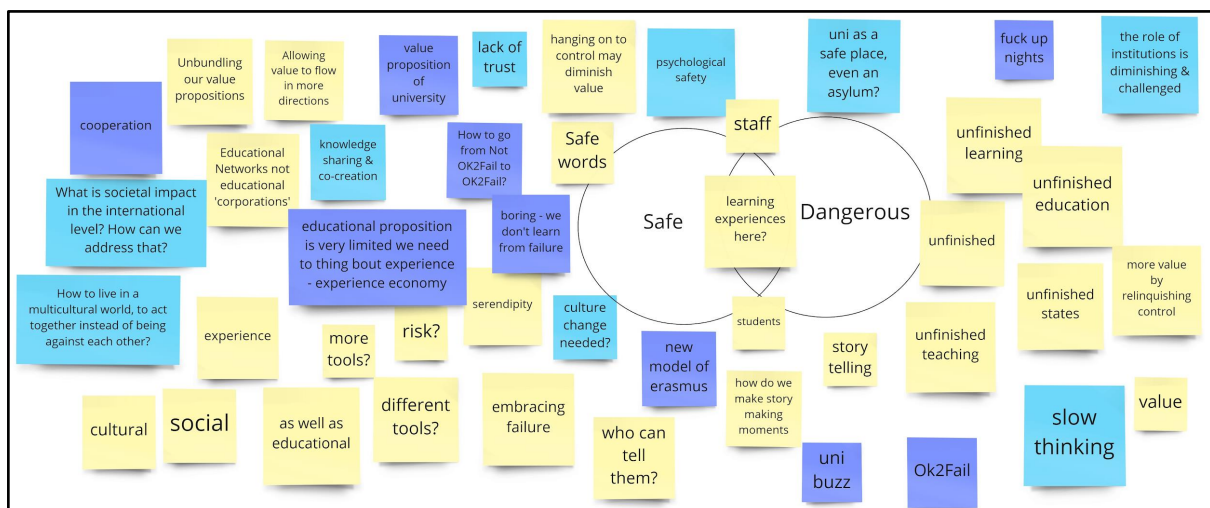 cooperation
Unbundling
our value
propositions
Allowing
value to flow
in more
directions
value
proposition
of
university
lack of
trust
hanging on to
control may
diminish
value
psychological
safety
uni as a
safe place,
even an
asylum?
fuck up
nights
the role of
institutions is
diminishing &
challenged
Educational
Networks not
educational
'corporations'
knowledge
sharing &
co-creation
How to go
from Not
OK2Fail to
OK2Fail?
Safe
words
staff
unfinished
learning
unfinished
education
What is societal impact
in the international
level? How can we
address that?
educational proposition
is very limited we need
to thing bout experience
- experience economy
boring - we
don't learn
from failure
Safe
learning
experiences
here?
Dangerous
unfinished
How to live in a
multicultural world, to act
together instead of being
against each other?
experience
more
tools?
risk?
serendipity
culture
change
needed?
students
unfinished
states
more value
by
relinquishing
control
new
model of
erasmus
story
telling
unfinished
teaching
cultural
social
as well as
educational
different
tools?
embracing
failure
who can
tell
them?
how do we
make story
making
moments
uni
buzz
Ok2Fail
slow
thinking
value